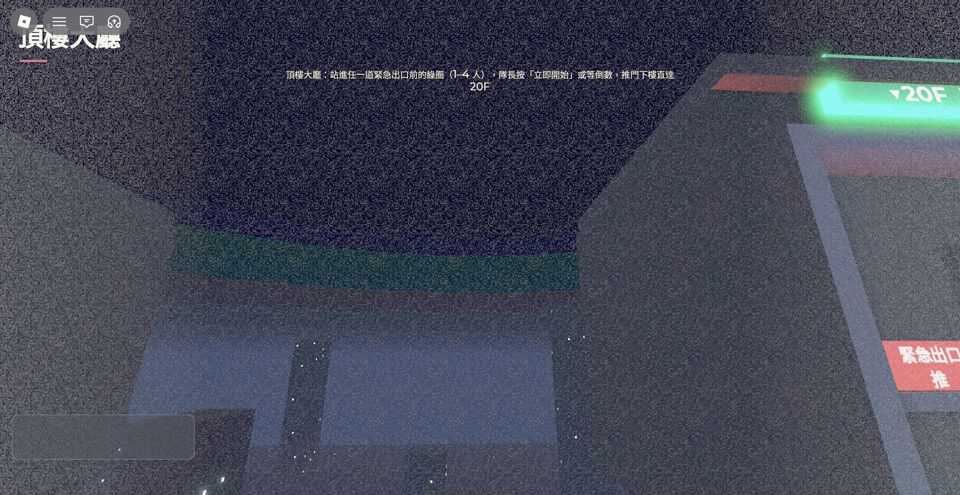 頂樓大廳
頂樓大廳：站進任一道緊急出口前的綠圈（1–4 人），隊長按「立即開始」或等倒數，推門下樓直達
20F
▼20F
緊急出口
推